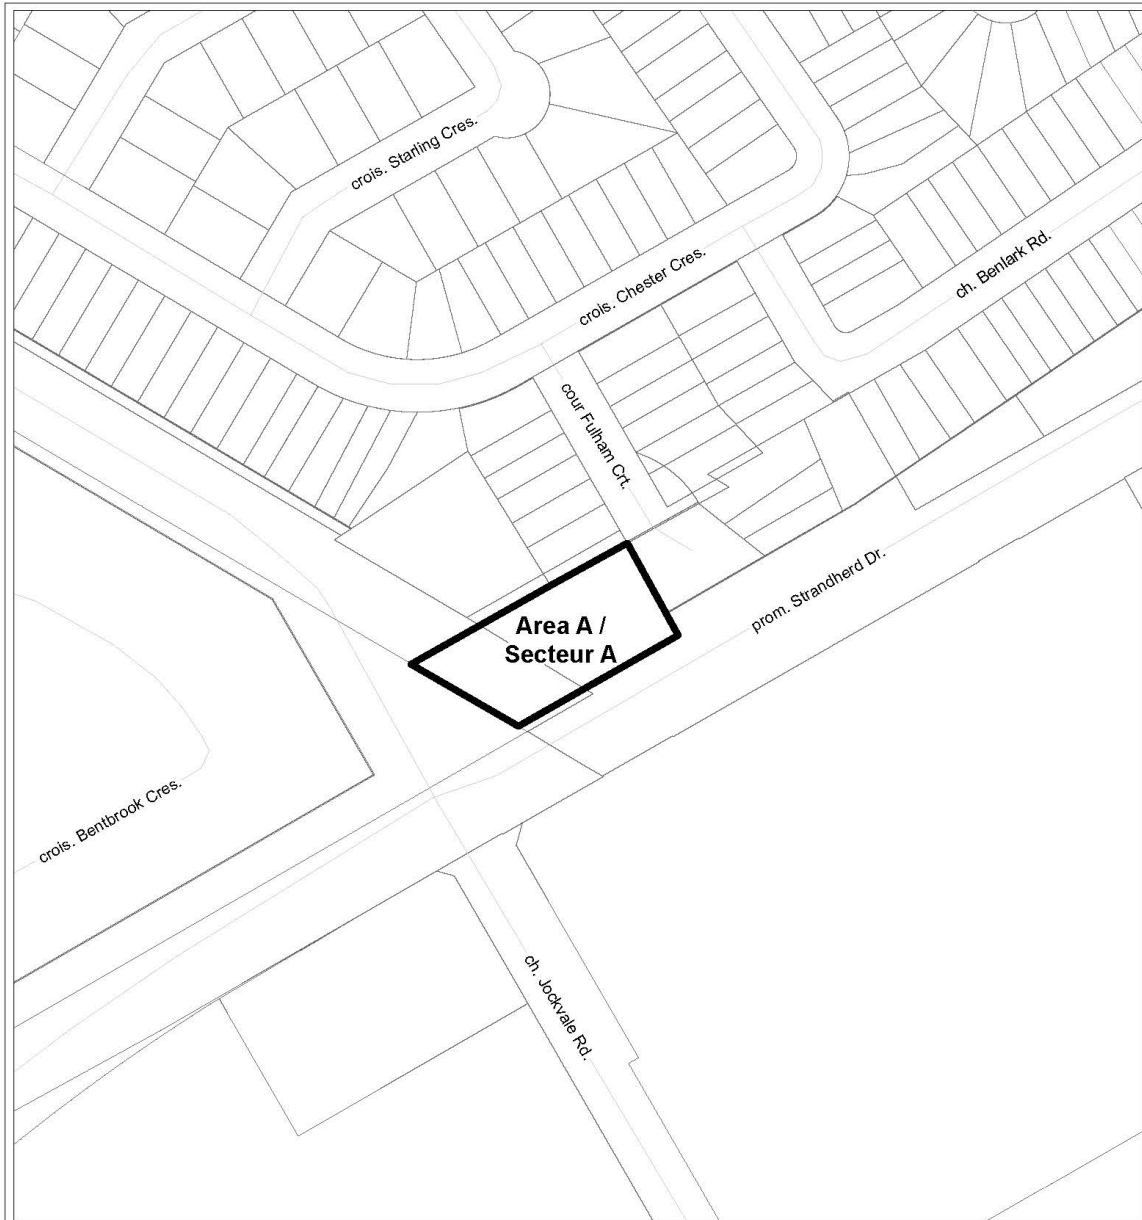 crois. Starling Cres.
crois. Chester Cres.
ch. Benlark Rd.
cour Fulham Crt.
prom. Strandherd Dr.
Area A /
Secteur A
crois. Bentbrook Cres.
ch. Jockvale Rd.